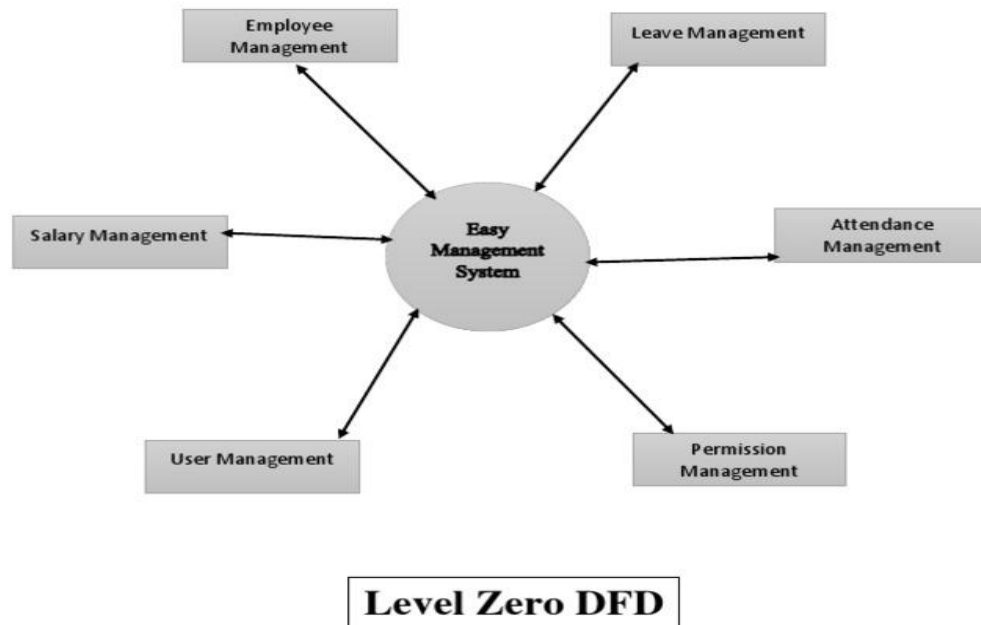 Employee
Management
Leave Management
Easy
Management
System
Salary Management
Attendance
Management
User Management
Permission
Management
Level Zero DFD